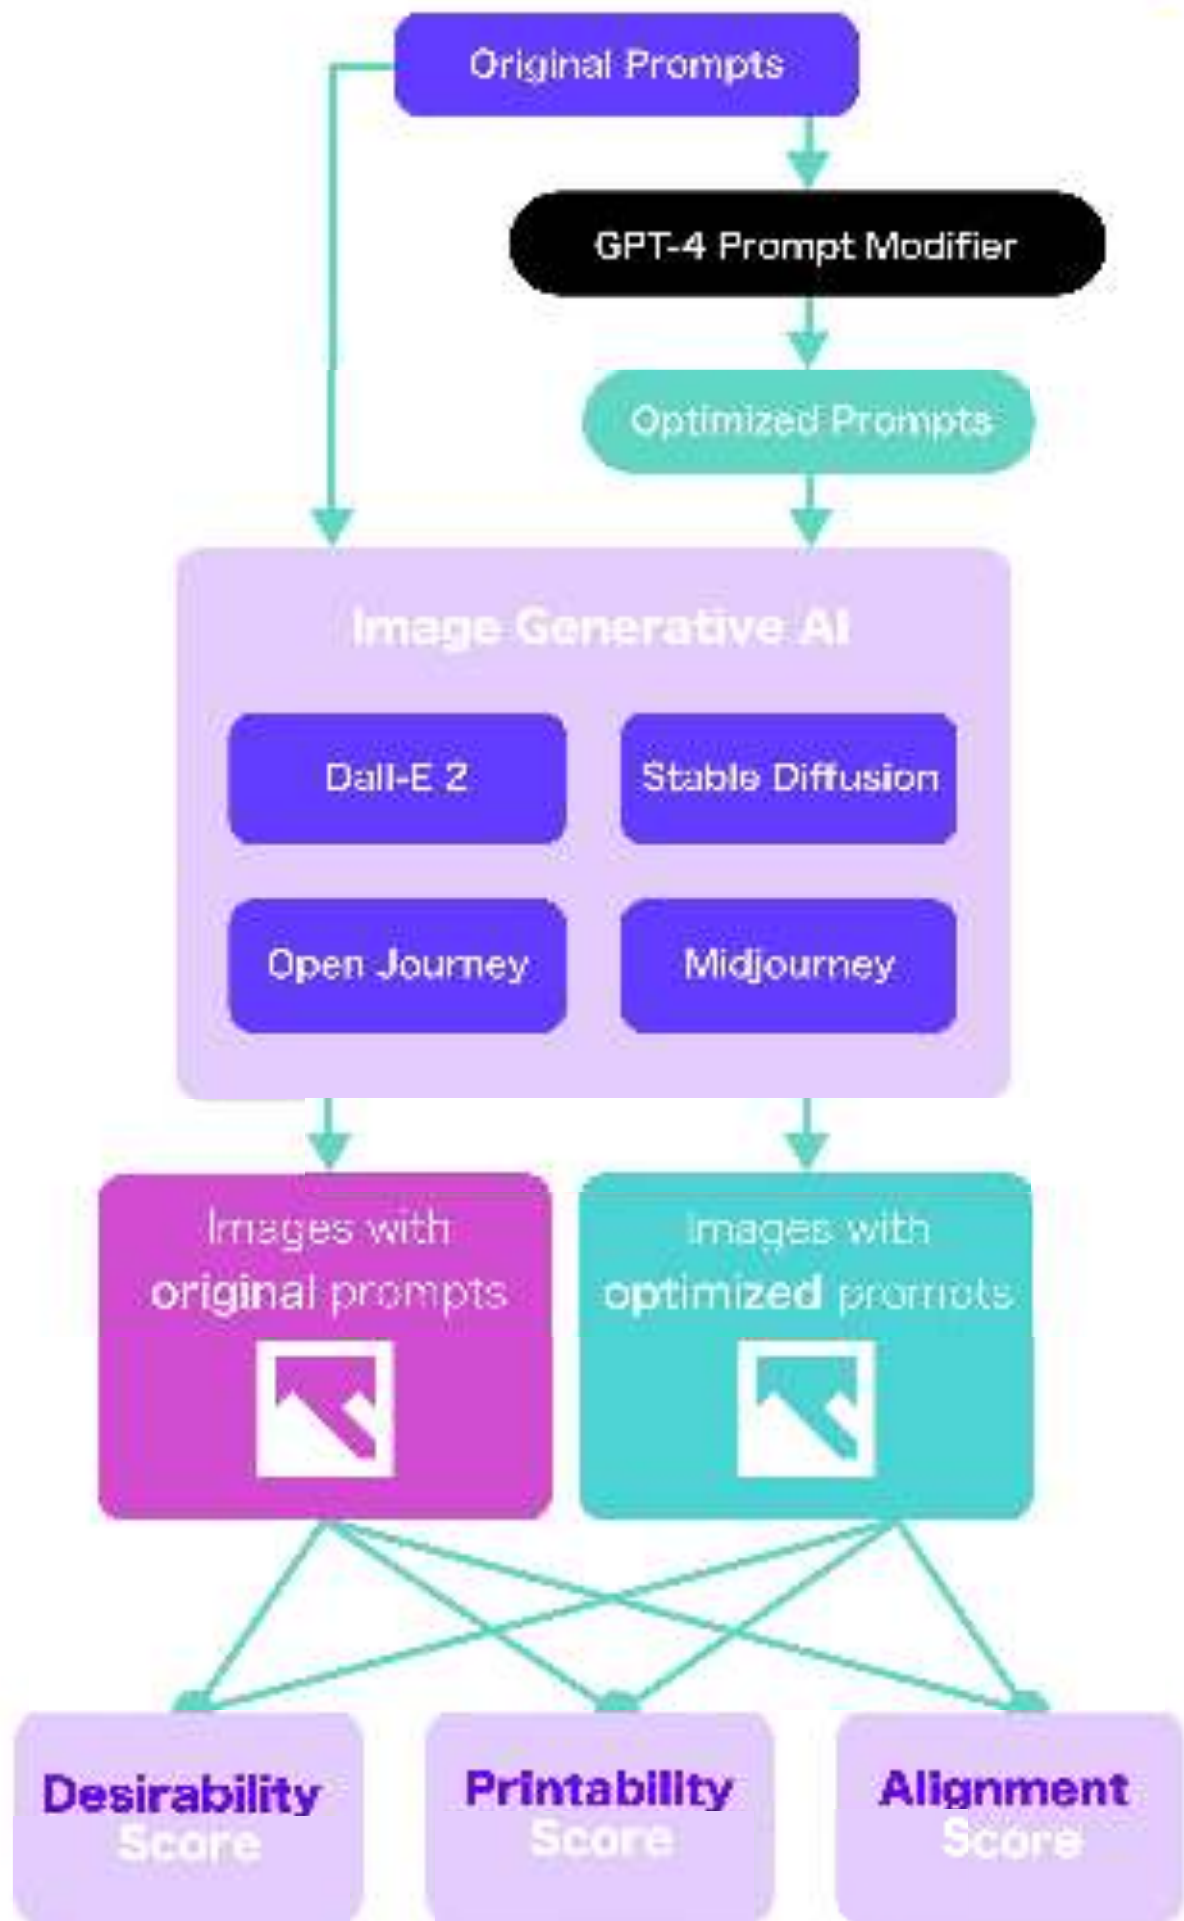 Original Prompts
GPT-4 Prompt Modifier
Optimized Prompts
Image Generative AI
Dall-E 2
Stable Diffusion
Open Journey
Midjourney
Images with
original prompts
Images with
optimized prompts
Desirability
Score
Printability
Score
Alignment
Score